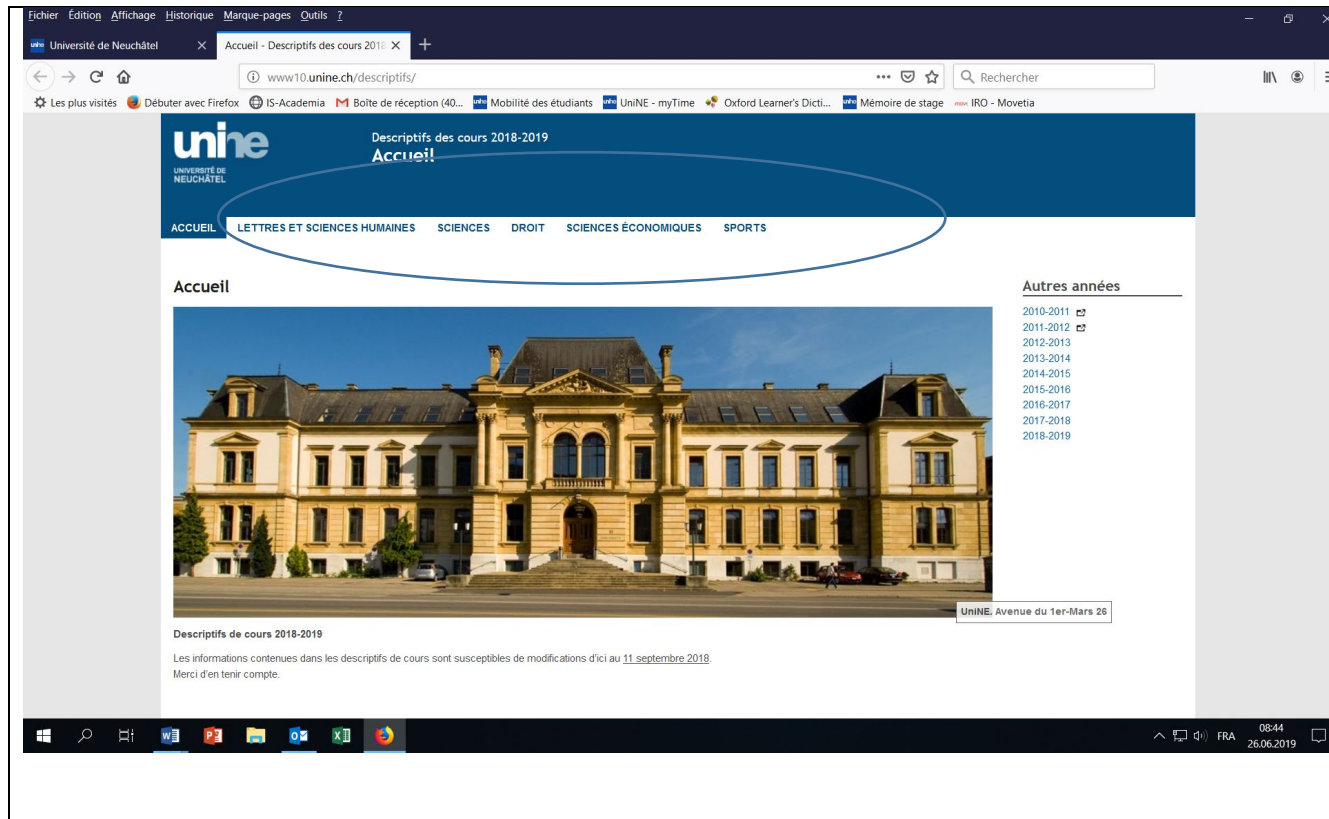 Fichier Édition Affichage Historique Marque-pages Outils ?
Université de Neuchâtel
Accueil - Descriptifs des cours 2018
www10.unine.ch/descriptifs/
Rechercher
Les plus visités Débuter avec Firefox IS-Academia Boîte de réception (40... Mobilité des étudiants UniNE - myTime Oxford Learner's Dicti... Mémoire de stage IRO - Movetia
unine
UNIVERSITÉ DE
NEUCHÂTEL
Descriptifs des cours 2018-2019
Accueil
ACCUEIL LETTRES ET SCIENCES HUMAINES SCIENCES DROIT SCIENCES ÉCONOMIQUES SPORTS
Accueil
Autres années
2010-2011
2011-2012
2012-2013
2013-2014
2014-2015
2015-2016
2016-2017
2017-2018
2018-2019
UniNE. Avenue du 1er-Mars 26
Descriptifs de cours 2018-2019
Les informations contenues dans les descriptifs de cours sont susceptibles de modifications d'ici au 11 septembre 2018.
Merci d'en tenir compte.
FRA
08:44
26.06.2019